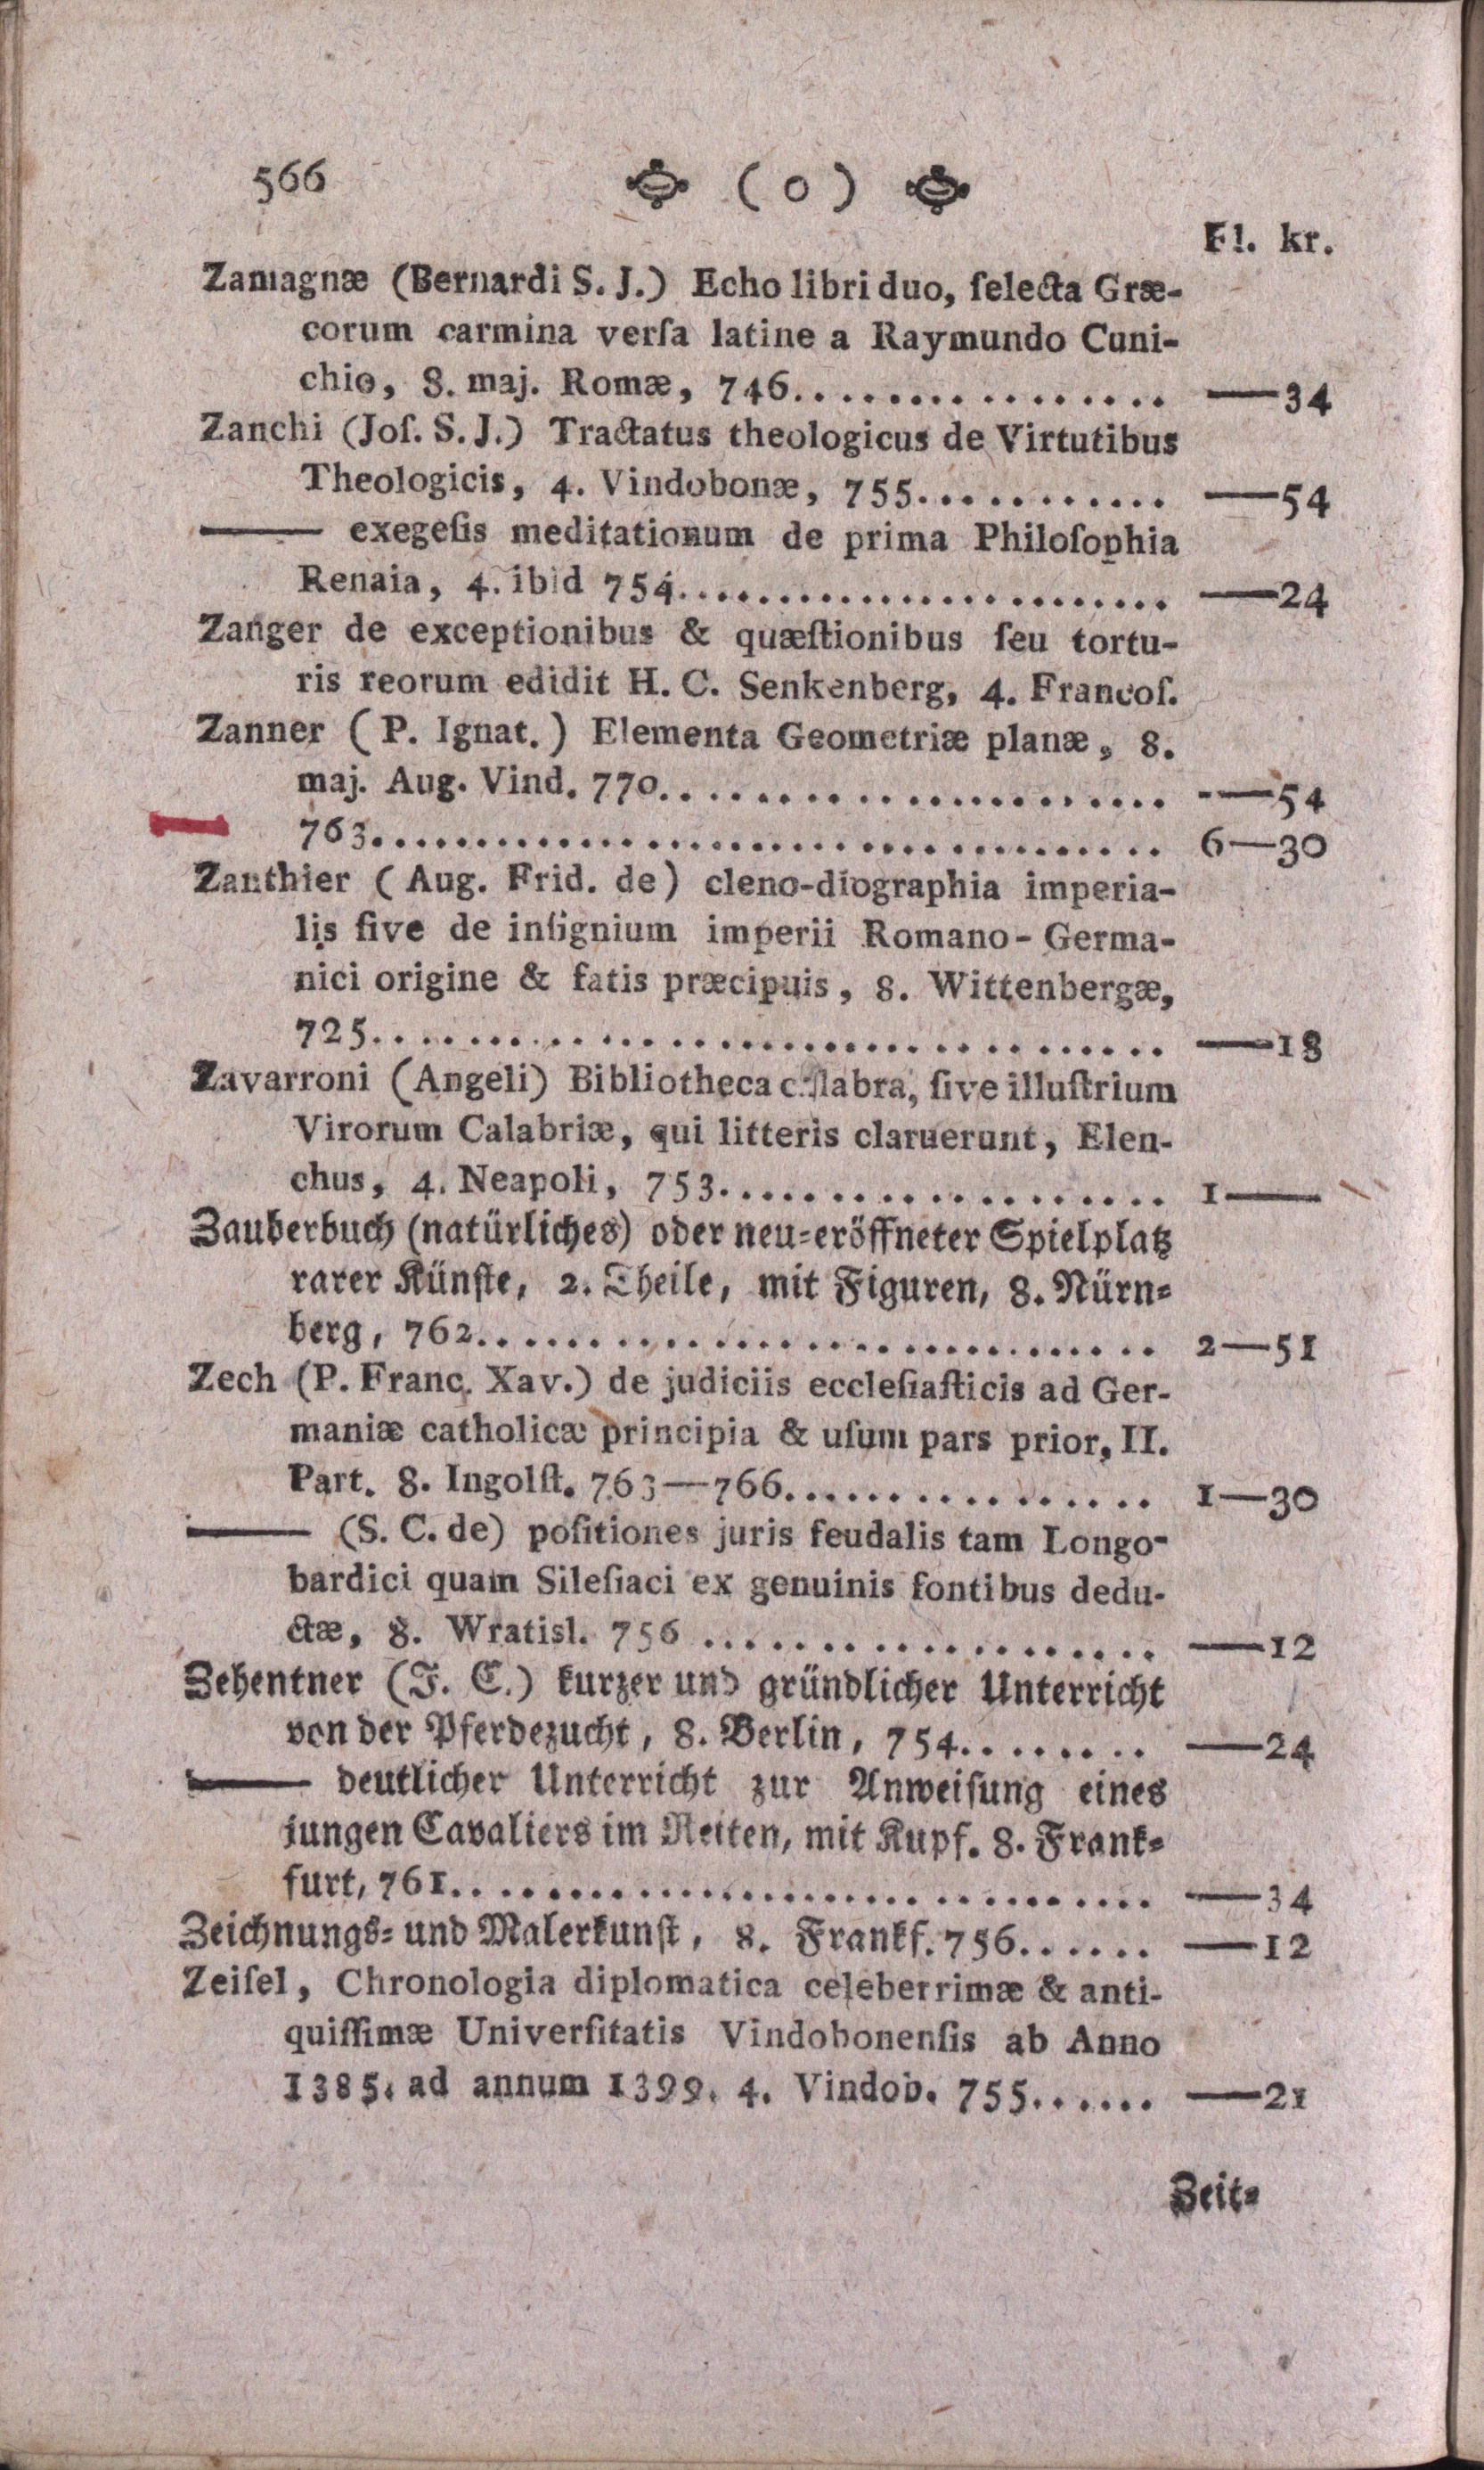 566 ( o )
Fl. kr.
Zamagnæ (Bernardi S. J.) Echo libri duo, ſelecta Græ-
corum carmina verſa latine a Raymundo Cuni-
chio, 8. maj. Romæ, 746................ —34
Zanchi (Joſ. S. J.) Tractatus theologicus de Virtutibus
Theologicis, 4. Vindobonæ, 755........... —54
—— exegeſis meditationum de prima Philoſophia
Renaia, 4. ibid 754........................ —24
Zanger de exceptionibus & quæſtionibus ſeu tortu-
ris reorum edidit H. C. Senkenberg, 4. Francoſ.
Zanner (P. Ignat.) Elementa Geometriæ planæ, 8.
maj. Aug. Vind. 770...................... —54
763..................................... 6—30
Zanthier (Aug. Frid. de) cleno-diographia imperia-
lis ſive de inſignium imperii Romano-Germa-
nici origine & fatis præcipuis, 8. Wittenbergæ,
725................................... —18
Zavarroni (Angeli) Bibliotheca calabra, ſive illuſtrium
Virorum Calabriæ, qui litteris claruerunt, Elen-
chus, 4. Neapoli, 753................... 1——
Zauberbuch (natürliches) oder neu=eröffneter Spielplatz
rarer Künſte, 2. Theile, mit Figuren, 8. Nürn=
berg, 762.............................. 2—51
Zech (P. Franc. Xav.) de judiciis eccleſiaſticis ad Ger-
maniæ catholicæ principia & uſum pars prior, II.
Part. 8. Ingolſt. 763—766................ 1—30
—— (S. C. de) poſitiones juris feudalis tam Longo-
bardici quam Sileſiaci ex genuinis fontibus dedu-
ctæ, 8. Wratisl. 756 ................... —12
Zehentner (J. C.) kurzer und gründlicher Unterricht
von der Pferdezucht, 8. Berlin, 754........ —24
—— deutlicher Unterricht zur Anweiſung eines
jungen Cavaliers im Reiten, mit Kupf. 8. Frank=
furt, 761............................... —34
Zeichnungs= und Malerkunſt, 8. Frankf. 756...... —12
Zeiſel, Chronologia diplomatica celeberrimæ & anti-
quiſſimæ Univerſitatis Vindobonenſis ab Anno
1385. ad annum 1399. 4. Vindob. 755...... —21
Zeit=